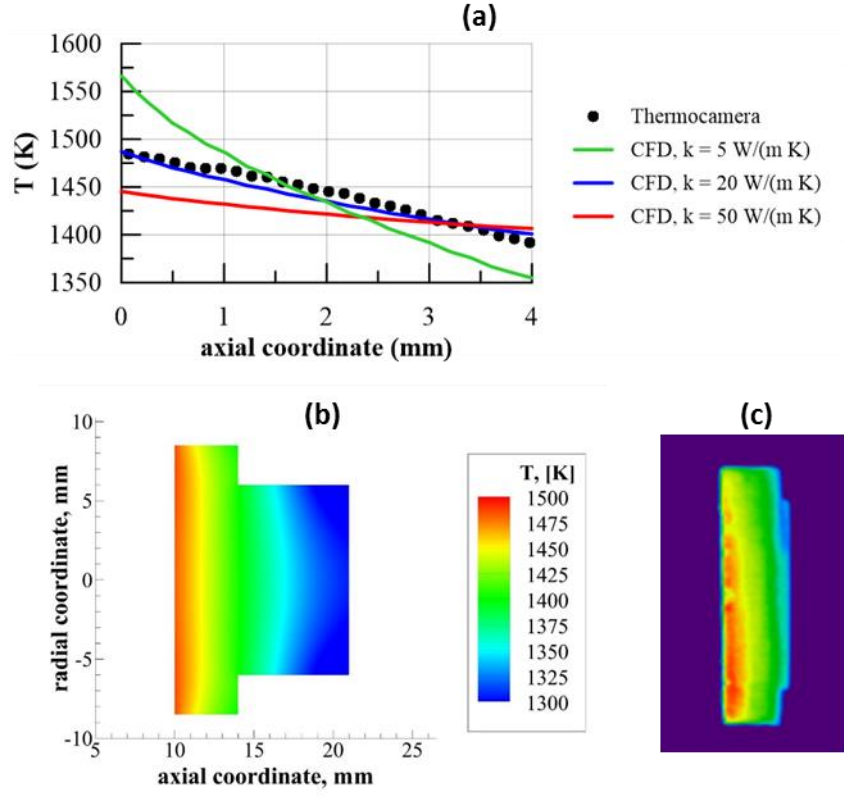 (a)
1600
1550
1500
1450
1400
1350
T (K)
0 1 2 3 4
axial coordinate (mm)
Thermocamera
CFD, k = 5 W/(m K)
CFD, k = 20 W/(m K)
CFD, k = 50 W/(m K)
(b)
10
5
0
-5
-10
radial coordinate, mm
5 10 15 20 25
axial coordinate, mm
T, [K]
1500
1475
1450
1425
1400
1375
1350
1325
1300
(c)